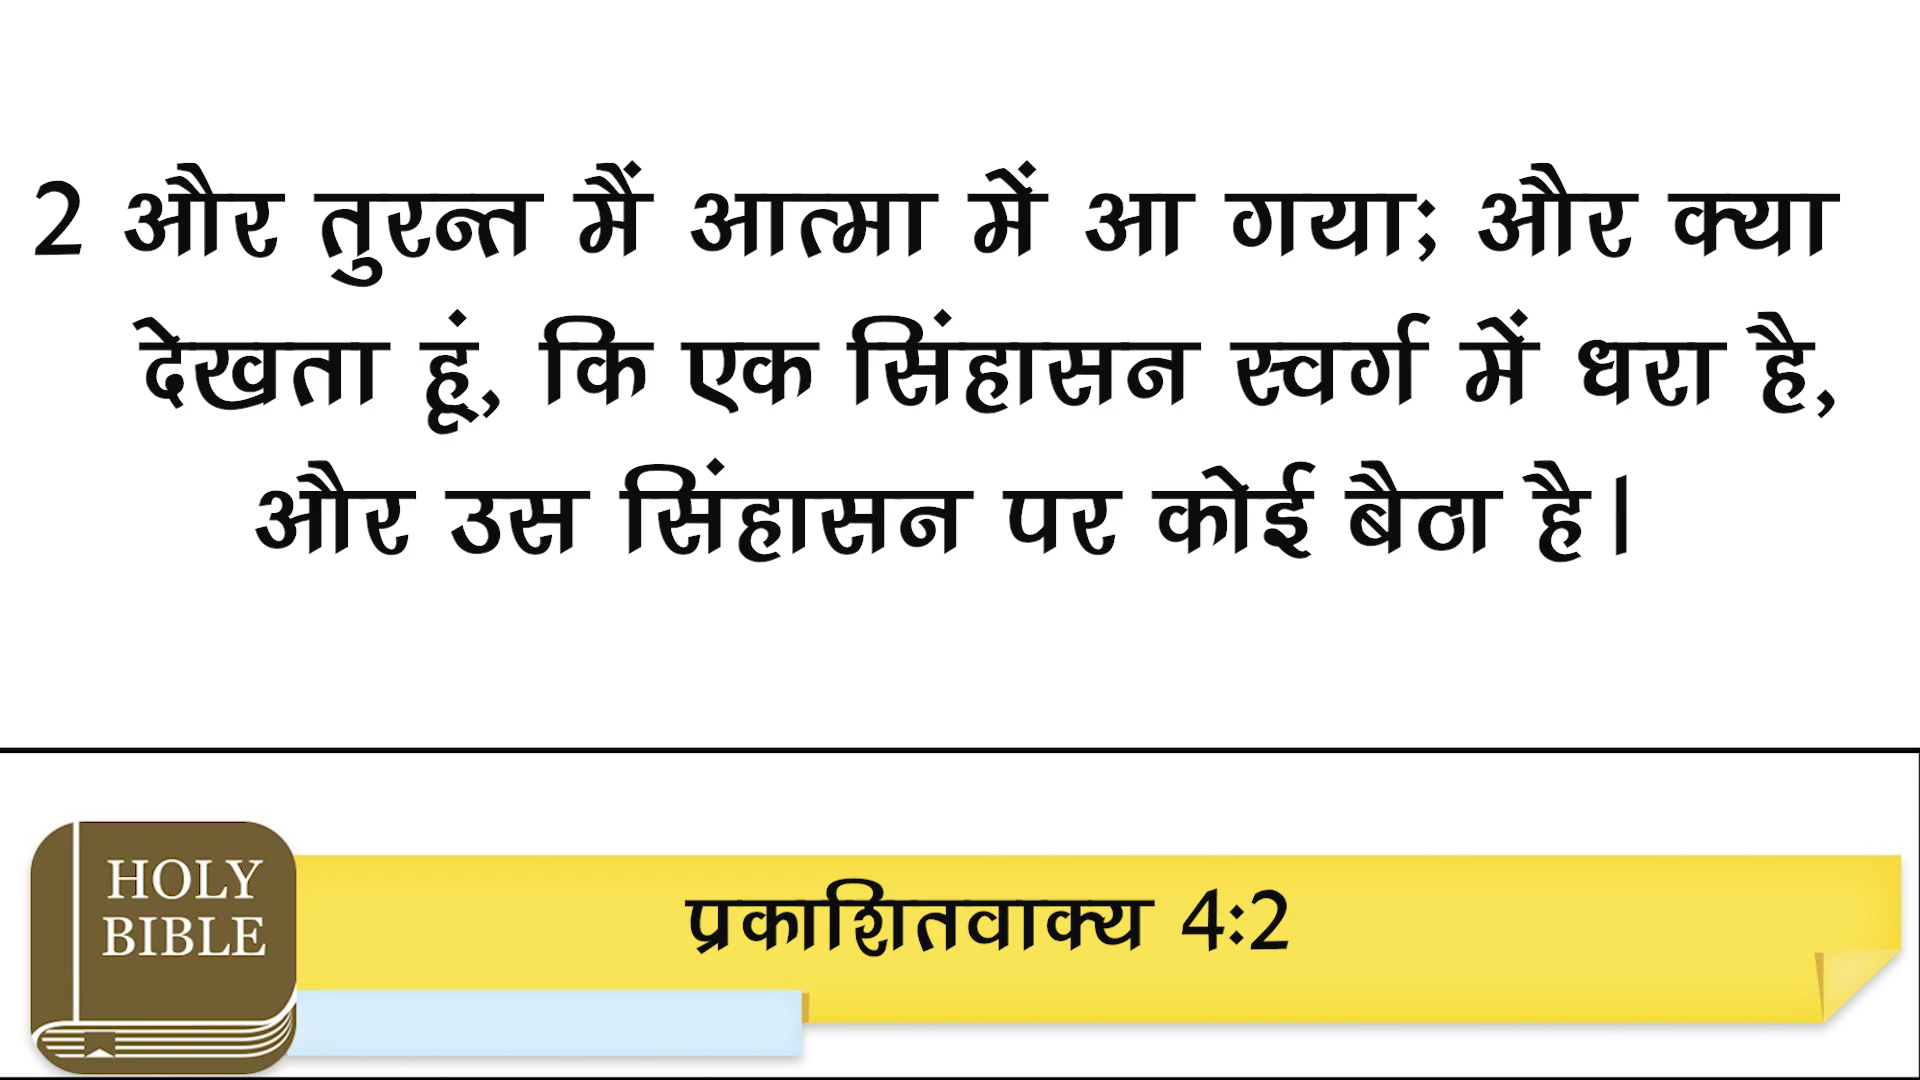 2 और तुरन्त मैं आत्मा में आ गया; और क्या
देखता हूं, कि एक सिंहासन स्वर्ग में धरा है,
और उस सिंहासन पर कोई बैठा है।
HOLY
BIBLE
प्रकाशितवाक्य 4:2